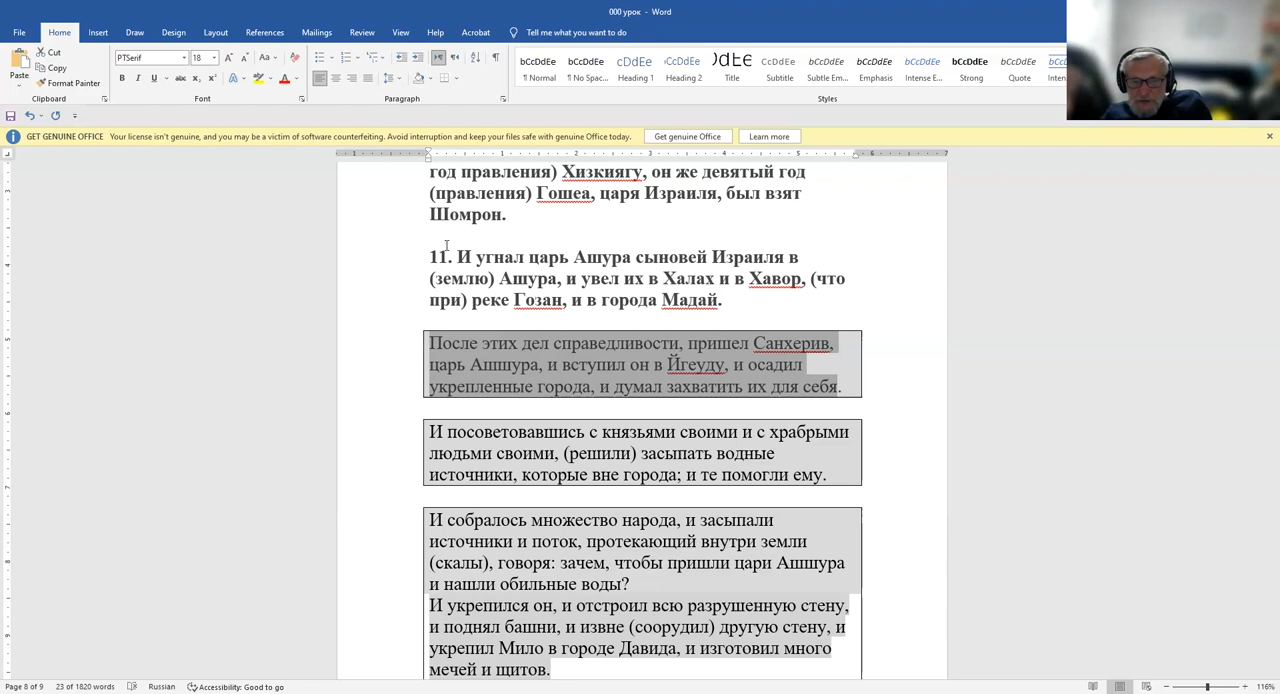 000 урок - Word
File Home Insert Draw Design Layout References Mailings Review View Help Acrobat Tell me what you want to do
Paste
Cut
Copy
Format Painter
PTSerif 18
Clipboard Font Paragraph Styles
AaBbCcDdEe ¶ Normal
AaBbCcDdEe ¶ No Spac...
Heading 1
Heading 2
Title
Subtitle
Subtle Em...
Emphasis
Intense E...
Strong
Quote
GET GENUINE OFFICE Your license isn't genuine, and you may be a victim of software counterfeiting. Avoid interruption and keep your files safe with genuine Office today. Get genuine Office Learn more
год правления) Хизкиягу, он же девятый год
(правления) Гошеа, царя Израиля, был взят
Шомрон.
11. И угнал царь Ашура сыновей Израиля в
(землю) Ашура, и увел их в Халах и в Хавор, (что
при) реке Гозан, и в города Мадай.
После этих дел справедливости, пришел Санхерив,
царь Ашшура, и вступил он в Йгеуду, и осадил
укрепленные города, и думал захватить их для себя.
И посоветовавшись с князьями своими и с храбрыми
людьми своими, (решили) засыпать водные
источники, которые вне города; и те помогли ему.
И собралось множество народа, и засыпали
источники и поток, протекающий внутри земли
(скалы), говоря: зачем, чтобы пришли цари Ашшура
и нашли обильные воды?
И укрепился он, и отстроил всю разрушенную стену,
и поднял башни, и извне (соорудил) другую стену, и
укрепил Мило в городе Давида, и изготовил много
мечей и щитов.
Page 8 of 9 23 of 1820 words Russian Accessibility: Good to go 116%